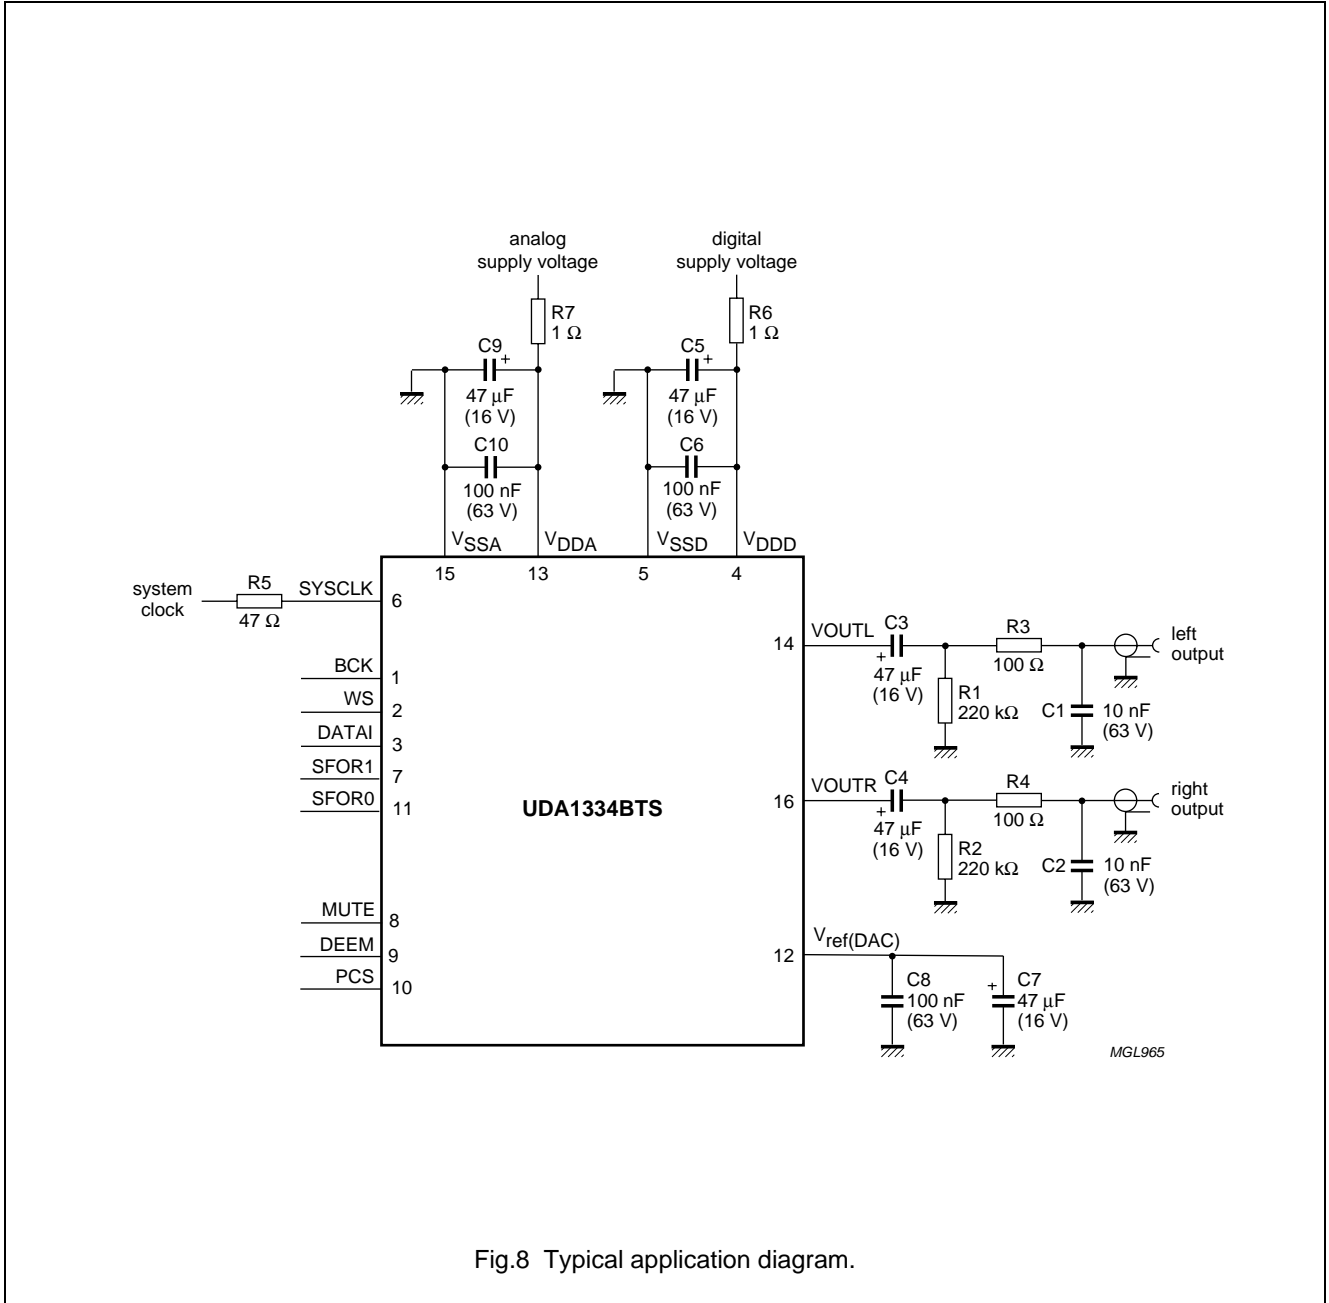 analog
supply voltage
digital
supply voltage
R7
1 Ω
R6
1 Ω
C9
+
47 μF
(16 V)
C5
+
47 μF
(16 V)
C10
100 nF
(63 V)
C6
100 nF
(63 V)
VSSA
VDDA
VSSD
VDDD
15
13
5
4
system
clock
R5
47 Ω
SYSCLK
6
BCK
1
WS
2
DATAI
3
SFOR1
7
SFOR0
11
MUTE
8
DEEM
9
PCS
10
UDA1334BTS
14
VOUTL
C3
+
47 μF
(16 V)
R1
220 kΩ
R3
100 Ω
C1
10 nF
(63 V)
left
output
16
VOUTR
C4
+
47 μF
(16 V)
R2
220 kΩ
R4
100 Ω
C2
10 nF
(63 V)
right
output
12
Vref(DAC)
C8
100 nF
(63 V)
+
C7
47 μF
(16 V)
MGL965
Fig.8 Typical application diagram.